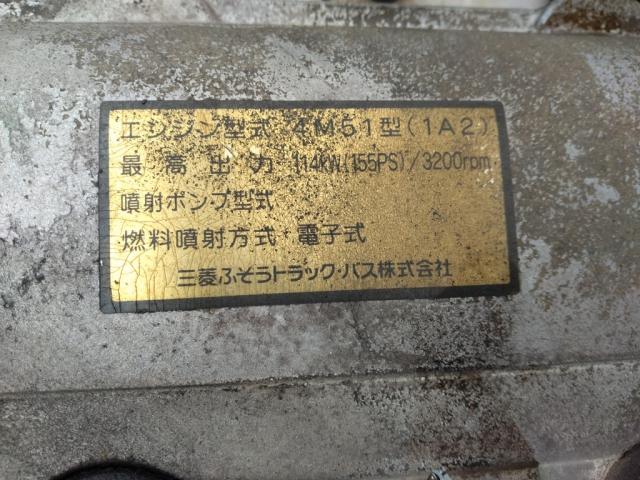 エンジン型式 4M51型(1A2)
最高出力 114kW(155PS)/3200rpm
噴射ポンプ型式
燃料噴射方式 電子式
三菱ふそうトラック・バス株式会社